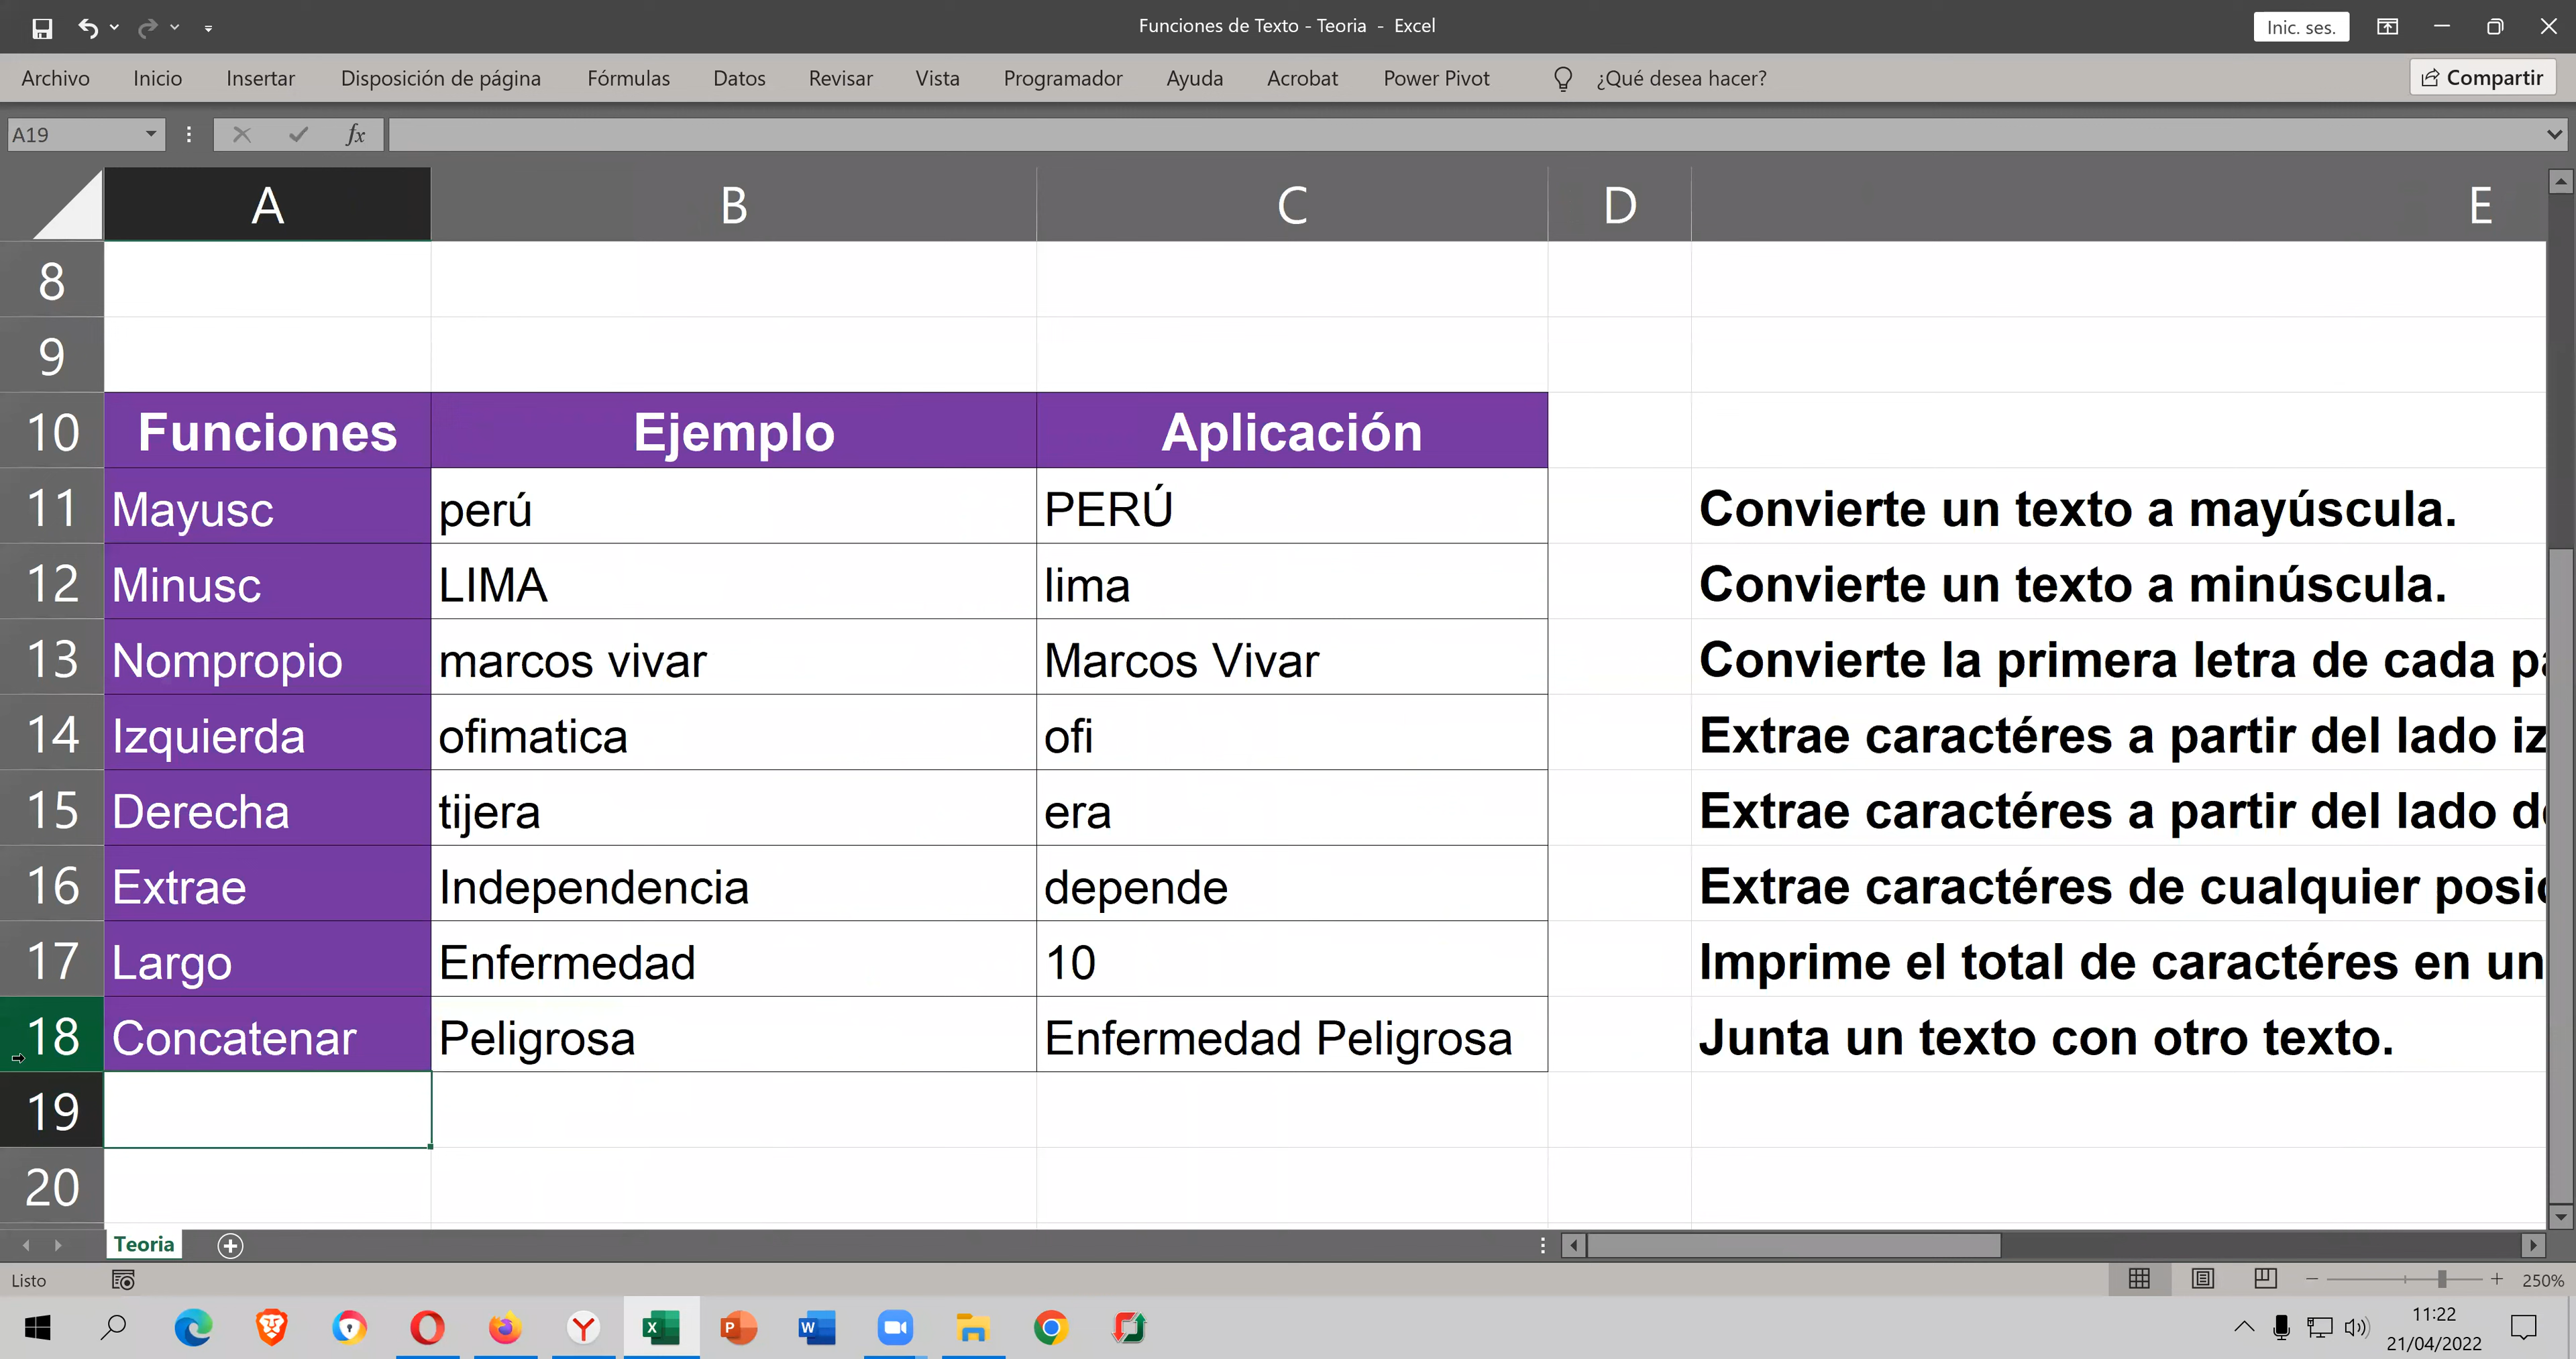 Funciones de Texto - Teoria - Excel
Inic. ses.
Archivo Inicio Insertar Disposición de página Fórmulas Datos Revisar Vista Programador Ayuda Acrobat Power Pivot ¿Qué desea hacer? Compartir
A19 fx
A B C D E
8
9
10 Funciones Ejemplo Aplicación
11 Mayusc perú PERÚ Convierte un texto a mayúscula.
12 Minusc LIMA lima Convierte un texto a minúscula.
13 Nompropio marcos vivar Marcos Vivar Convierte la primera letra de cada pa
14 Izquierda ofimatica ofi Extrae caractéres a partir del lado iz
15 Derecha tijera era Extrae caractéres a partir del lado de
16 Extrae Independencia depende Extrae caractéres de cualquier posic
17 Largo Enfermedad 10 Imprime el total de caractéres en un
18 Concatenar Peligrosa Enfermedad Peligrosa Junta un texto con otro texto.
19
20
Teoria
Listo 250%
11:22
21/04/2022